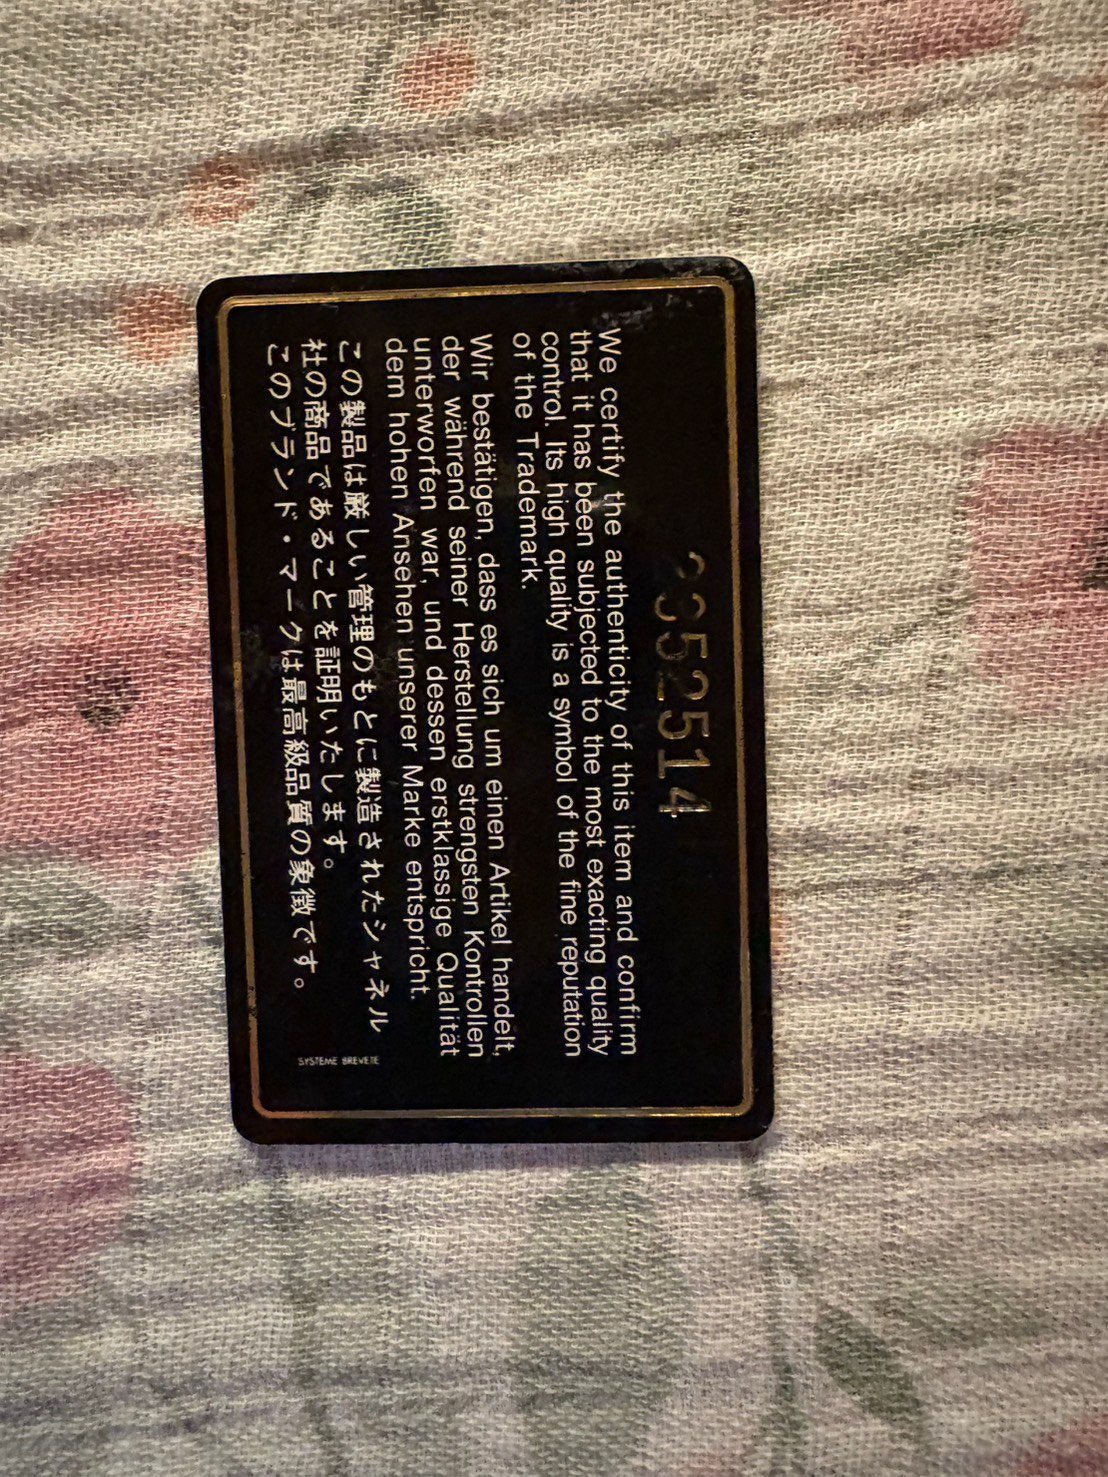 We certify the authenticity of this item and confirm
that it has been subjected to the most exacting quality
control. Its high quality is a symbol of the fine reputation
of the Trademark.
Wir bestätigen, dass es sich um einen Artikel handelt,
der während seiner Herstellung strengsten Kontrollen
unterworfen war, und dessen erstklassige Qualität
dem hohen Ansehen unserer Marke entspricht.
この製品は厳しい管理のもとに製造されたシャネル
社の商品であることを証明いたします。
このブランド・マークは最高級品質の象徴です。
SYSTEME BREVETE